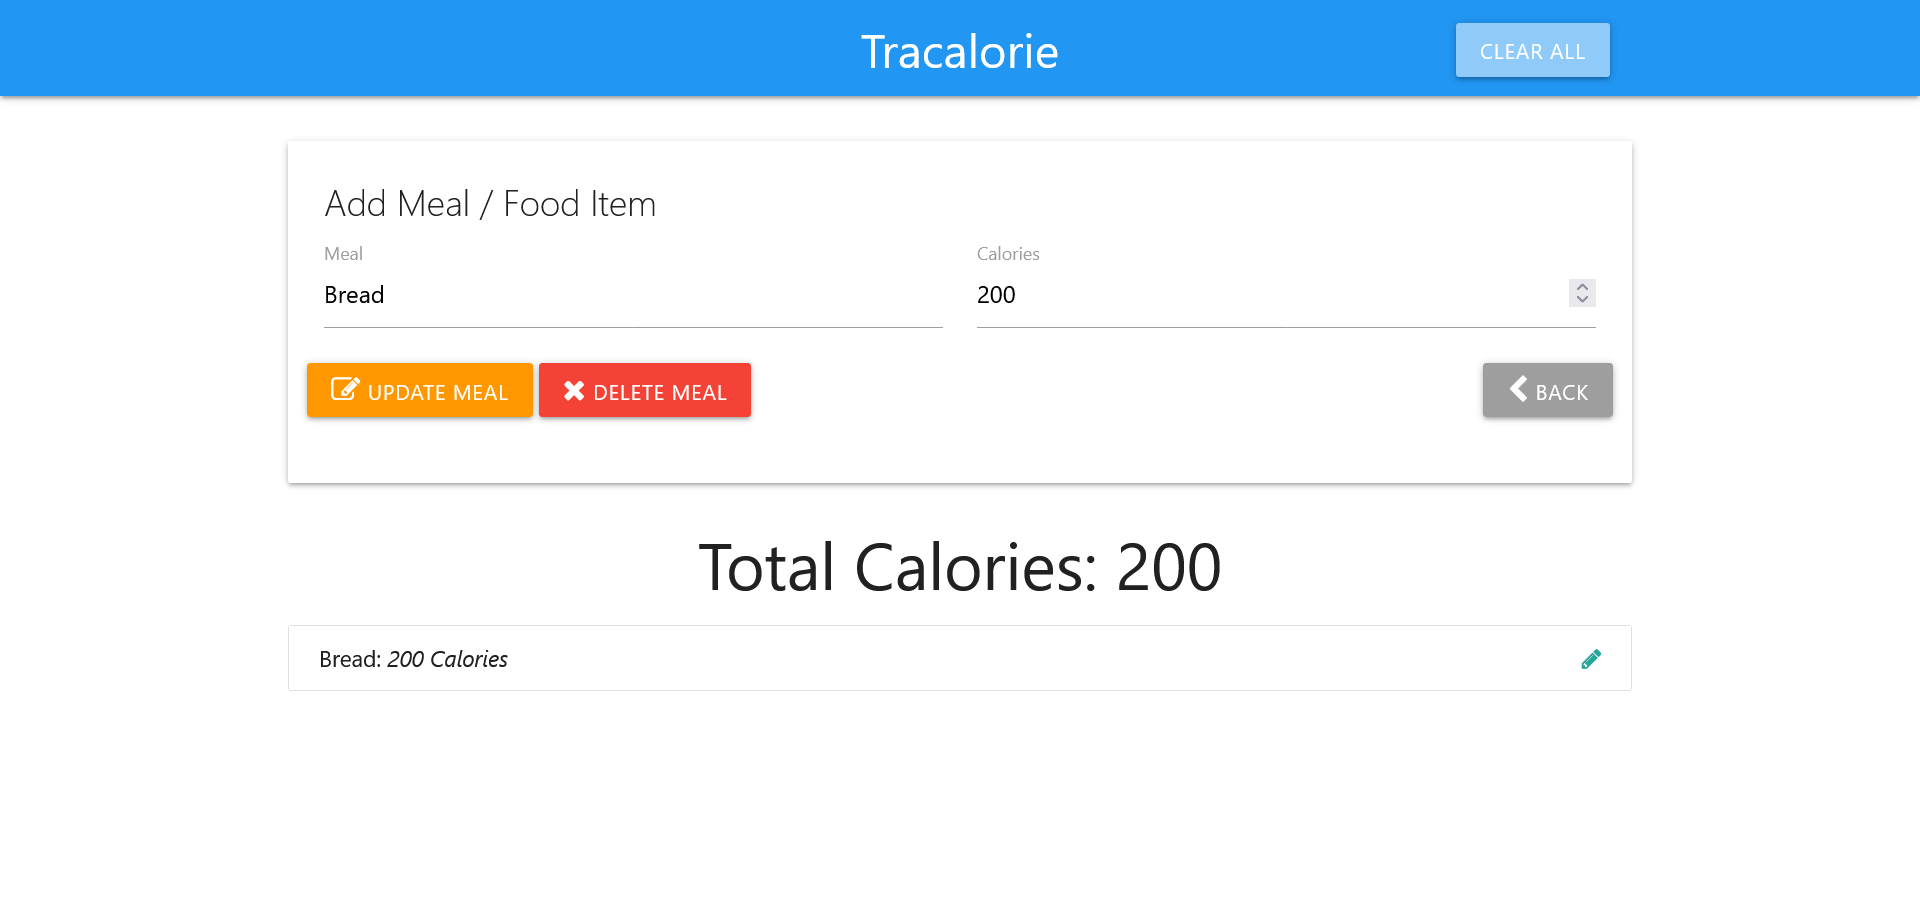 Tracalorie
CLEAR ALL
Add Meal / Food Item
Meal
Calories
Bread
200
UPDATE MEAL
DELETE MEAL
BACK
Total Calories: 200
Bread: 200 Calories